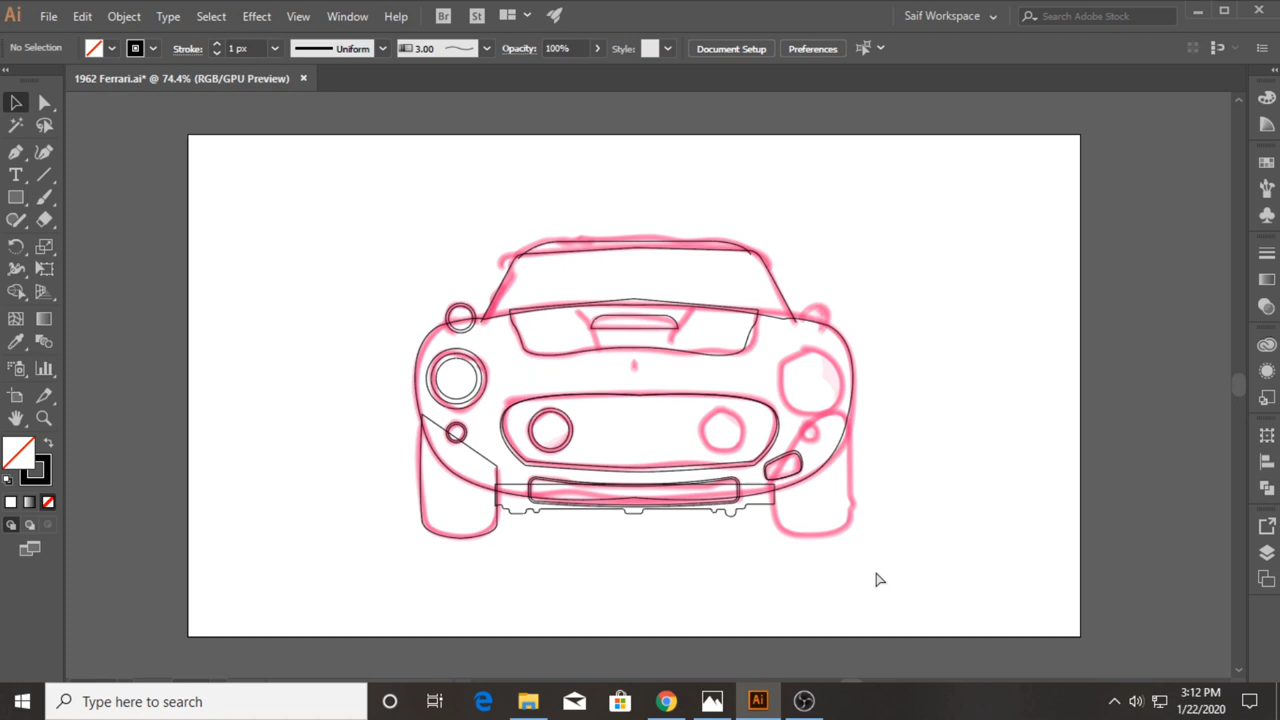 Ai File Edit Object Type Select Effect View Window Help Br St Saif Workspace Search Adobe Stock
No Selection Stroke: 1 px Uniform 3.00 Opacity: 100% Style: Document Setup Preferences
1962 Ferrari.ai* @ 74.4% (RGB/GPU Preview)
Type here to search Ai 3:12 PM
1/22/2020